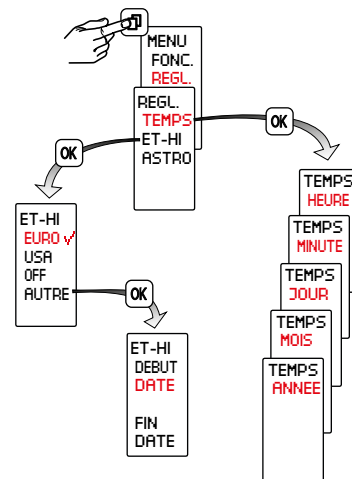 MENU
FONC.
REGL.
REGL.
TEMPS
ET-HI
ASTRO
OK
OK
ET-HI
EURO ✓
USA
OFF
AUTRE
OK
ET-HI
DEBUT
DATE
FIN
DATE
TEMPS
HEURE
TEMPS
MINUTE
TEMPS
JOUR
TEMPS
MOIS
TEMPS
ANNEE